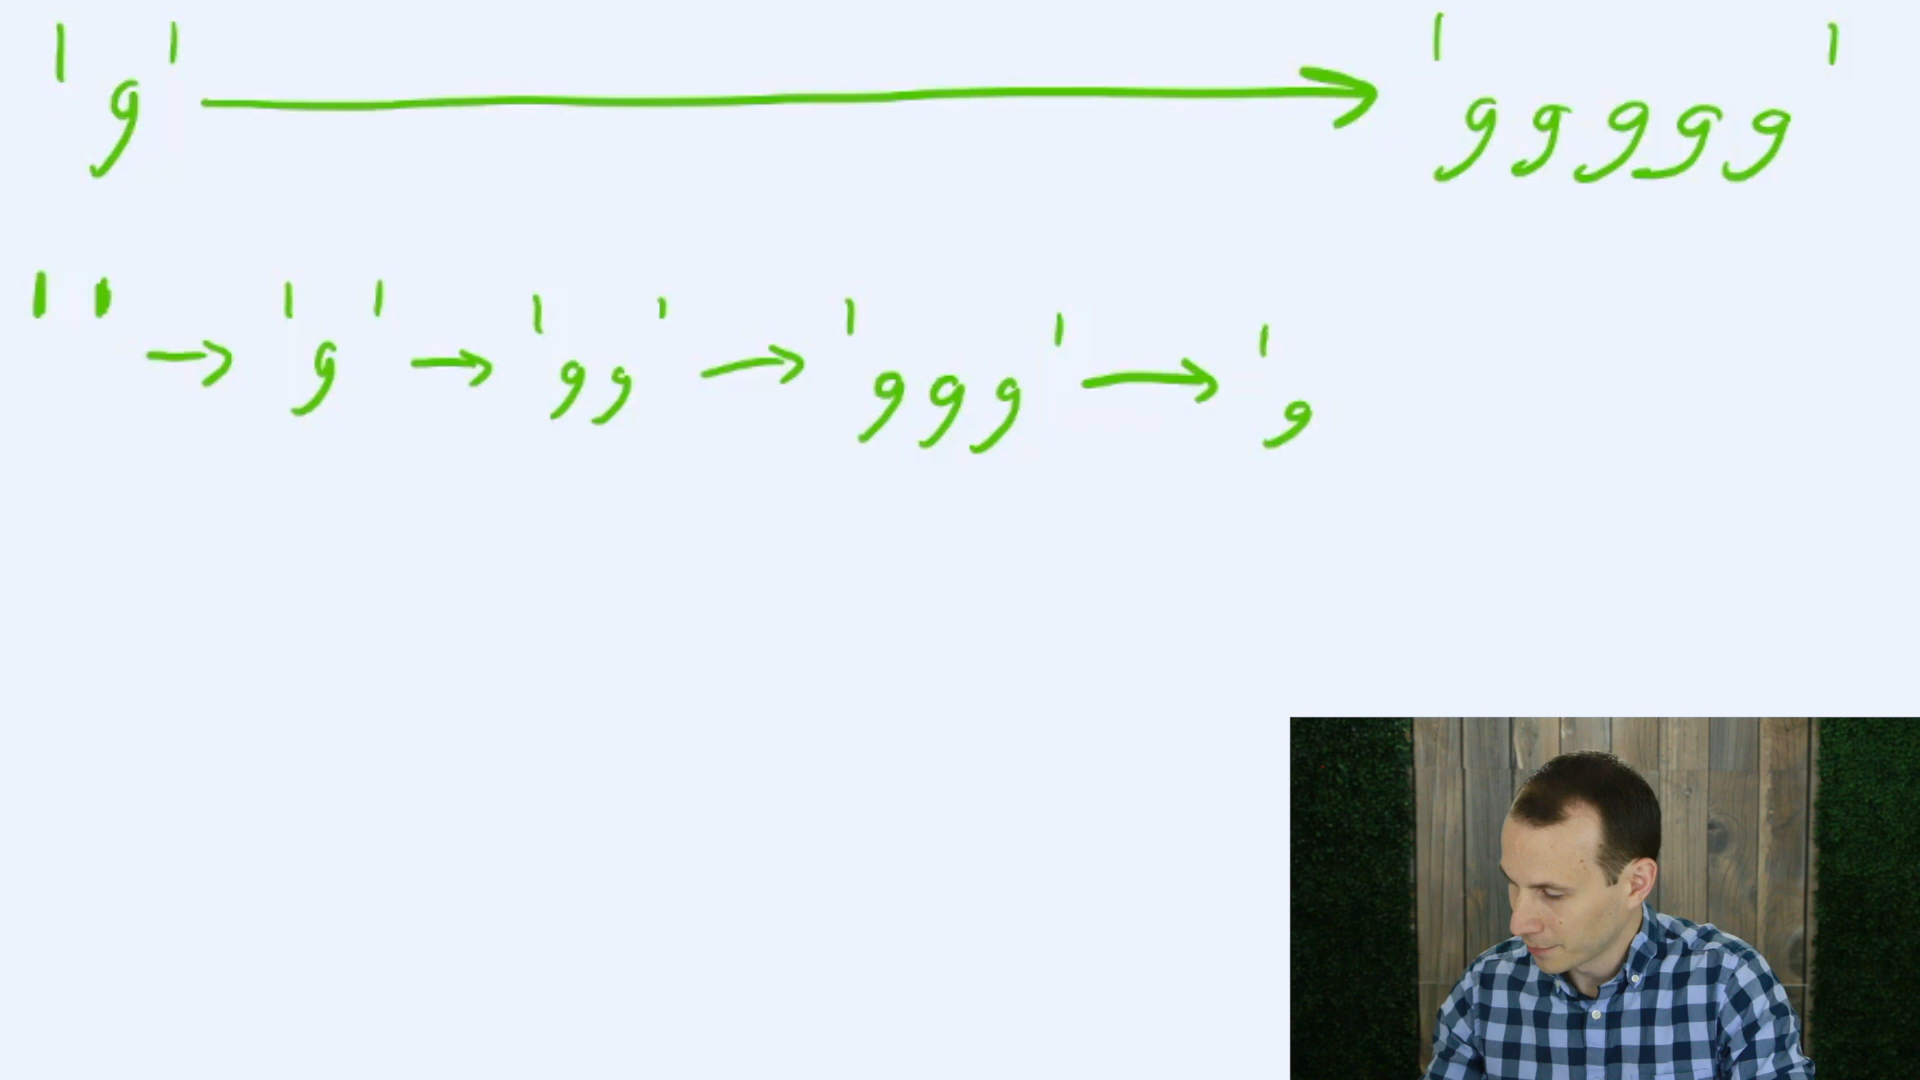 'g' → 'ggggg'
'' → 'g' → 'gg' → 'ggg' → 'g